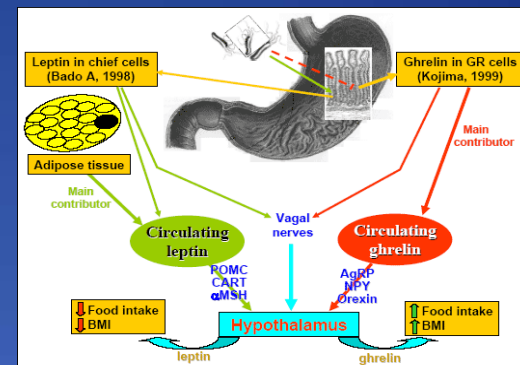 Leptin in chief cells
(Bado A, 1998)
Ghrelin in GR cells
(Kojima, 1999)
Adipose tissue
Main
contributor
Main
contributor
Circulating
leptin
Vagal
nerves
Circulating
ghrelin
POMC
CART
αMSH
AgRP
NPY
Orexin
Food intake
BMI
Hypothalamus
Food intake
BMI
leptin
ghrelin